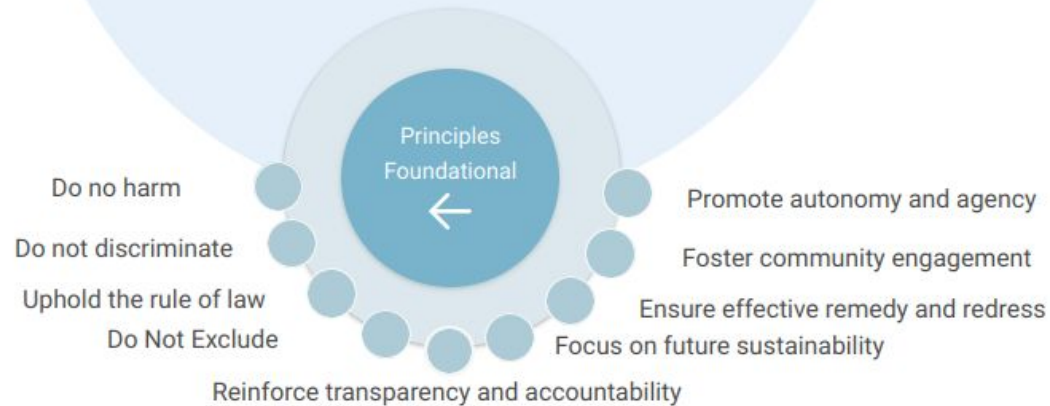 Principles
Foundational
Do no harm
Do not discriminate
Uphold the rule of law
Do Not Exclude
Reinforce transparency and accountability
Focus on future sustainability
Ensure effective remedy and redress
Foster community engagement
Promote autonomy and agency